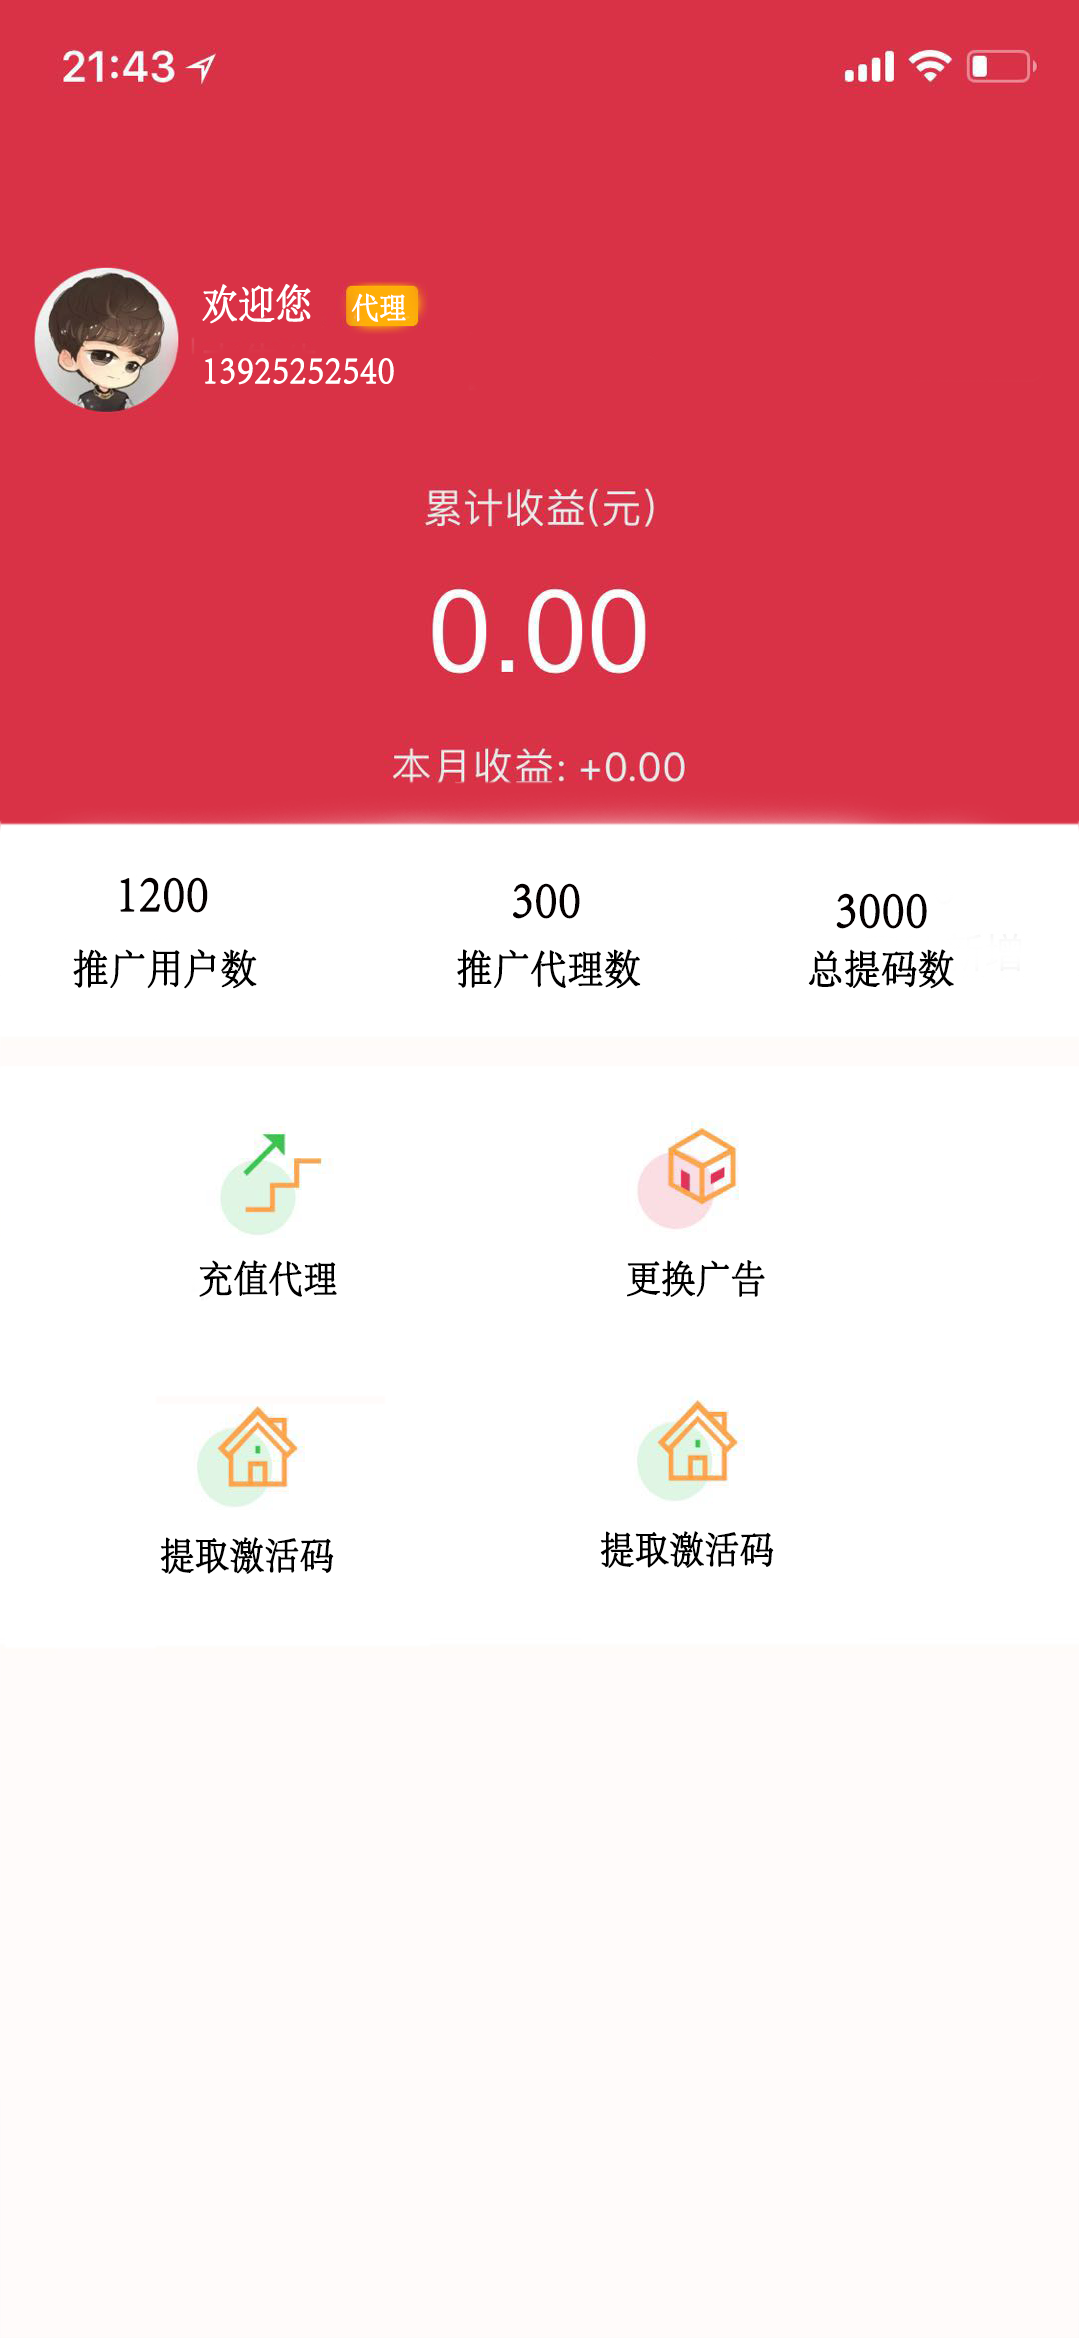 21:43
欢迎您 代理
13925252540
累计收益(元)
0.00
本月收益: +0.00
1200 300 3000
推广用户数 推广代理数 总提码数
充值代理 更换广告
提取激活码 提取激活码